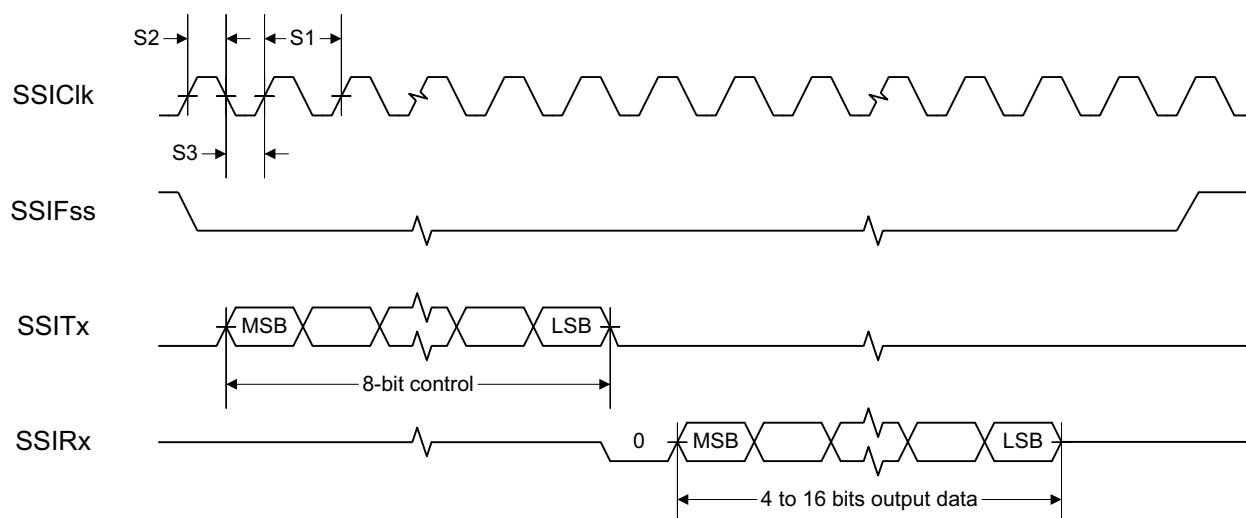 S2
S1
SSIClk
S3
SSIFss
SSITx
MSB
LSB
8-bit control
SSIRx
0
MSB
LSB
4 to 16 bits output data